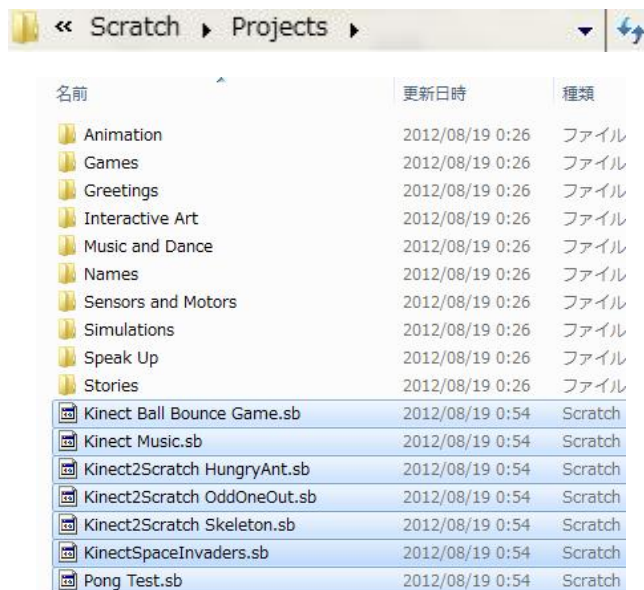 « Scratch ▸ Projects ▸
名前 更新日時 種類
Animation 2012/08/19 0:26 ファイル
Games 2012/08/19 0:26 ファイル
Greetings 2012/08/19 0:26 ファイル
Interactive Art 2012/08/19 0:26 ファイル
Music and Dance 2012/08/19 0:26 ファイル
Names 2012/08/19 0:26 ファイル
Sensors and Motors 2012/08/19 0:26 ファイル
Simulations 2012/08/19 0:26 ファイル
Speak Up 2012/08/19 0:26 ファイル
Stories 2012/08/19 0:26 ファイル
Kinect Ball Bounce Game.sb 2012/08/19 0:54 Scratch
Kinect Music.sb 2012/08/19 0:54 Scratch
Kinect2Scratch HungryAnt.sb 2012/08/19 0:54 Scratch
Kinect2Scratch OddOneOut.sb 2012/08/19 0:54 Scratch
Kinect2Scratch Skeleton.sb 2012/08/19 0:54 Scratch
KinectSpaceInvaders.sb 2012/08/19 0:54 Scratch
Pong Test.sb 2012/08/19 0:54 Scratch